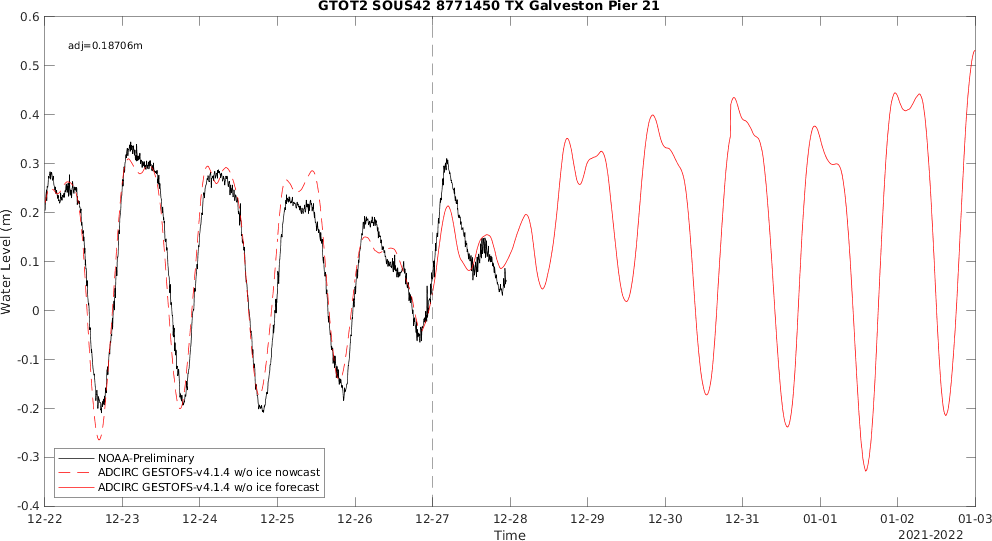 GTOT2 SOUS42 8771450 TX Galveston Pier 21
adj=0.18706m
Water Level (m)
0.6
0.5
0.4
0.3
0.2
0.1
0
-0.1
-0.2
-0.3
-0.4
NOAA-Preliminary
ADCIRC GESTOFS-v4.1.4 w/o ice nowcast
ADCIRC GESTOFS-v4.1.4 w/o ice forecast
12-22 12-23 12-24 12-25 12-26 12-27 12-28 12-29 12-30 12-31 01-01 01-02 01-03
Time
2021-2022